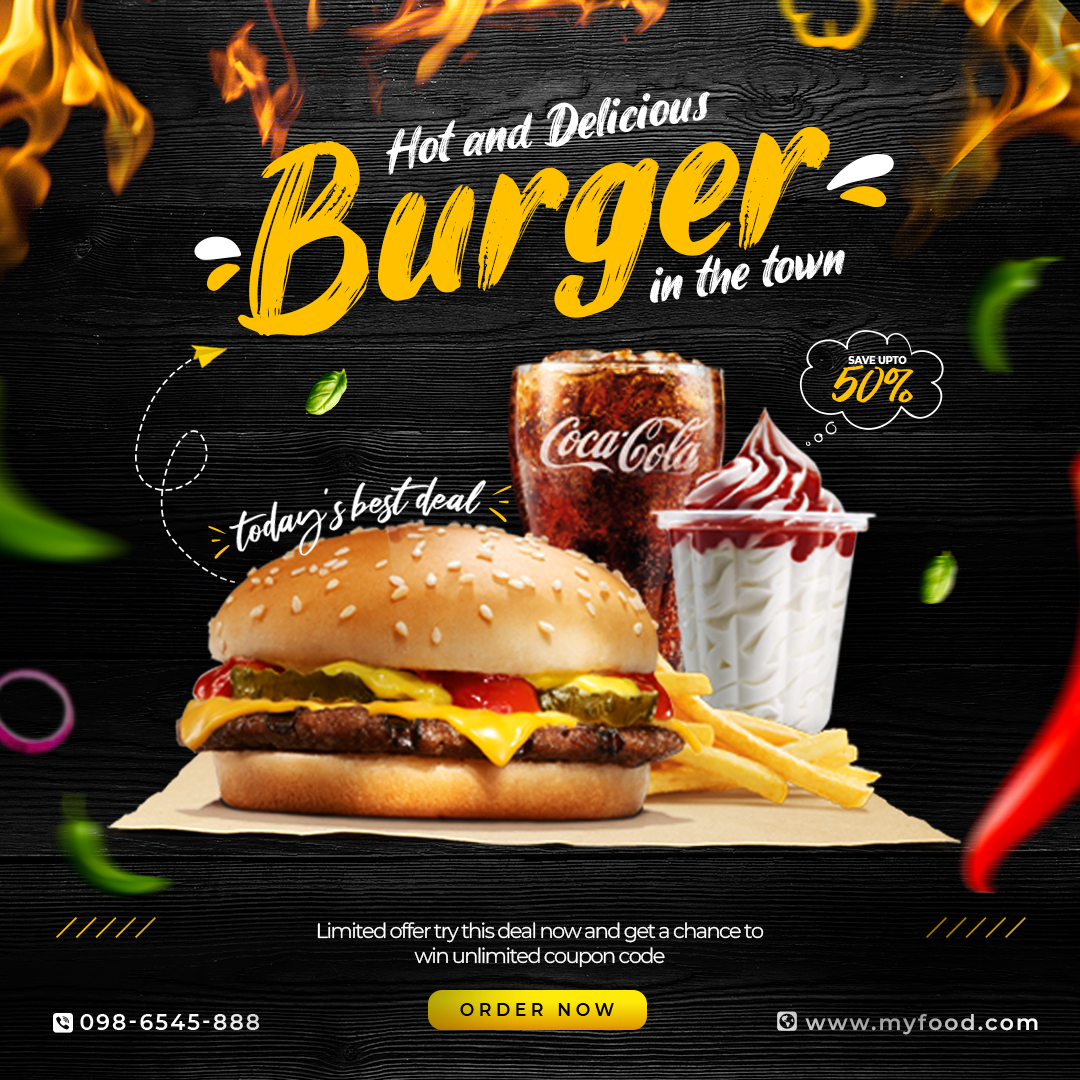 Hot and Delicious
Burger
in the town
SAVE UPTO
50%
Coca-Cola
today's best deal
Limited offer try this deal now and get a chance to
win unlimited coupon code
ORDER NOW
098-6545-888
www.myfood.com